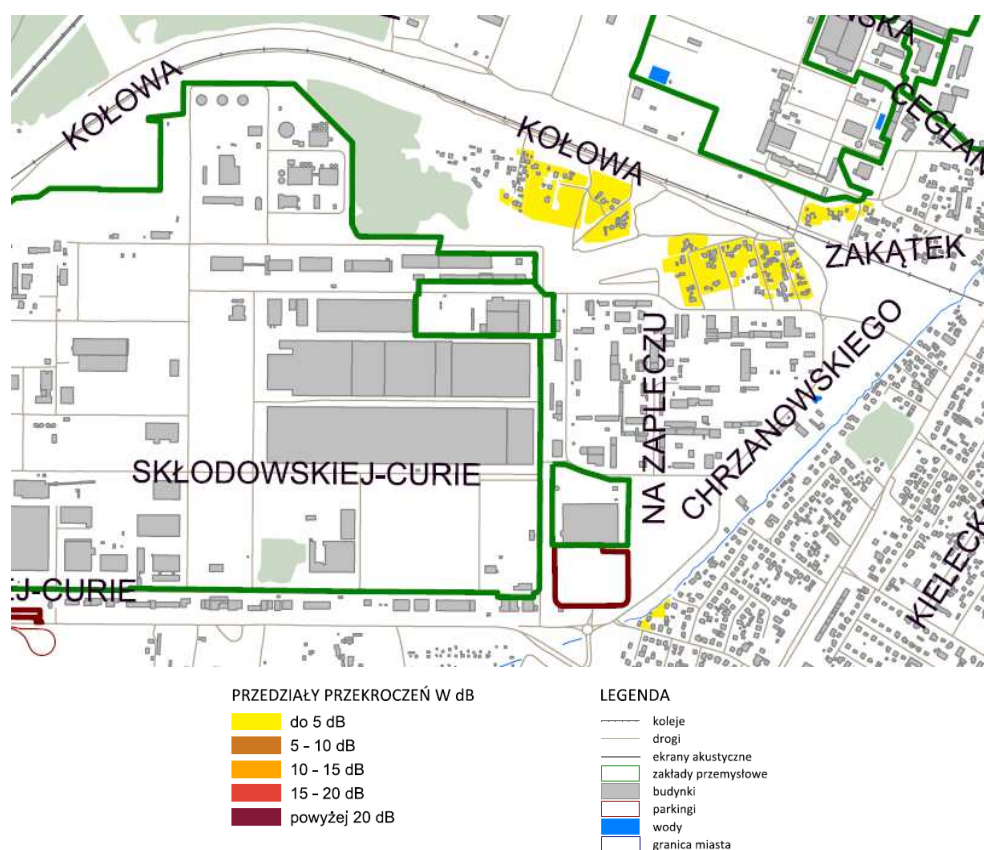 KOŁOWA
KOŁOWA
ZAKĄTEK
NA ZAPLECZU
CHRZANOWSKIEGO
SKŁODOWSKIEJ-CURIE
EJ-CURIE
PRZEDZIAŁY PRZEKROCZEŃ W dB
do 5 dB
5 - 10 dB
10 - 15 dB
15 - 20 dB
powyżej 20 dB
LEGENDA
koleje
drogi
ekrany akustyczne
zakłady przemysłowe
budynki
parkingi
wody
granica miasta